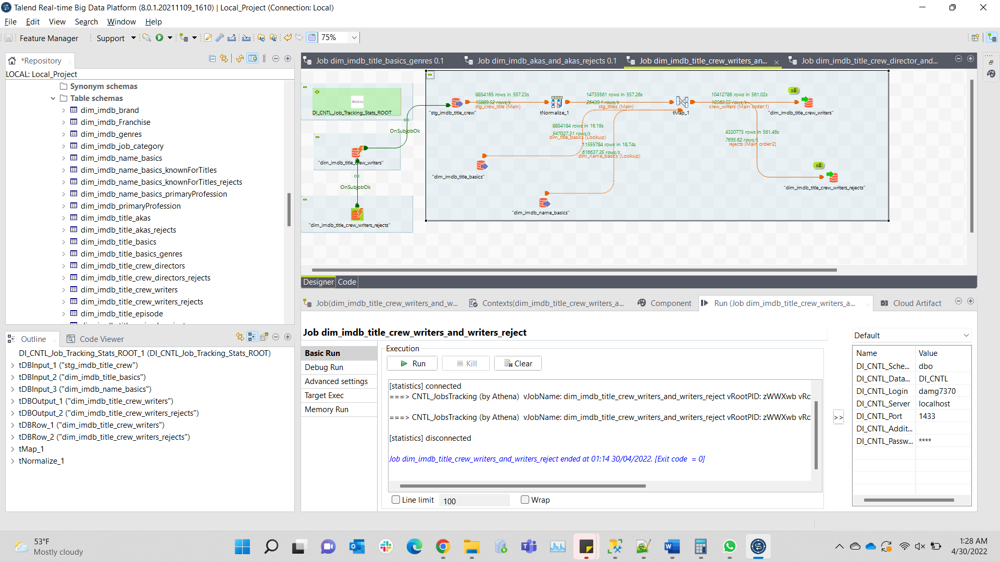 Talend Real-time Big Data Platform (8.0.1.20211109_1610) | Local_Project (Connection: Local)
File Edit View Search Window Help
Feature Manager Support 75%
*Repository
LOCAL: Local_Project
Synonym schemas
Table schemas
dim_imdb_brand
dim_imdb_Franchise
dim_imdb_genres
dim_imdb_job_category
dim_imdb_name_basics
dim_imdb_name_basics_knownForTitles
dim_imdb_name_basics_knownForTitles_rejects
dim_imdb_name_basics_primaryProfession
dim_imdb_primaryProfession
dim_imdb_title_akas
dim_imdb_title_akas_rejects
dim_imdb_title_basics
dim_imdb_title_basics_genres
dim_imdb_title_crew_directors
dim_imdb_title_crew_directors_rejects
dim_imdb_title_crew_writers
dim_imdb_title_crew_writers_rejects
dim_imdb_title_episode
Job dim_imdb_title_basics_genres 0.1
Job dim_imdb_akas_and_akas_rejects 0.1
Job dim_imdb_title_crew_writers_an...
Job dim_imdb_title_crew_director_and...
ATHENA
DI_CNTL_Job_Tracking_Stats_ROOT
ok
OnSubjobOk
"dim_imdb_title_crew_writers"
ok
OnSubjobOk
"dim_imdb_title_crew_writers_rejects"
"stg_imdb_title_crew"
8854165 rows in 557.23s
15889.52 rows/s
stg_crew_title (Main)
tNormalize_1
14733561 rows in 557.26s
26439.1 rows/s
stg_titles (Main)
tMap_1
10412786 rows in 561.02s
18560.55 rows/s
crew_writers (Main order:1)
x8
"dim_imdb_title_crew_writers"
8854184 rows in 16.19s
547027.31 rows/s
dim_title_basics (Lookup)
11555784 rows in 18.74s
616637.35 rows/s
dim_name_basics (Lookup)
4320775 rows in 561.46s
7695.62 rows/s
rejects (Main order:2)
x8
"dim_imdb_title_crew_writers_rejects"
"dim_imdb_title_basics"
"dim_imdb_name_basics"
Designer Code
Outline Code Viewer
DI_CNTL_Job_Tracking_Stats_ROOT_1 (DI_CNTL_Job_Tracking_Stats_ROOT)
tDBInput_1 ("stg_imdb_title_crew")
tDBInput_2 ("dim_imdb_title_basics")
tDBInput_3 ("dim_imdb_name_basics")
tDBOutput_1 ("dim_imdb_title_crew_writers")
tDBOutput_2 ("dim_imdb_title_crew_writers_rejects")
tDBRow_1 ("dim_imdb_title_crew_writers")
tDBRow_2 ("dim_imdb_title_crew_writers_rejects")
tMap_1
tNormalize_1
Job(dim_imdb_title_crew_writers_and_w... Contexts(dim_imdb_title_crew_writers_a... Component Run (Job dim_imdb_title_crew_writers_a... Cloud Artifact
Job dim_imdb_title_crew_writers_and_writers_reject
Basic Run
Debug Run
Advanced settings
Target Exec
Memory Run
Execution
Run Kill Clear
[statistics] connected
===> CNTL_JobsTracking (by Athena) vJobName: dim_imdb_title_crew_writers_and_writers_reject vRootPID: zWWXwb vRc
===> CNTL_JobsTracking (by Athena) vJobName: dim_imdb_title_crew_writers_and_writers_reject vRootPID: zWWXwb vRc
[statistics] disconnected
Job dim_imdb_title_crew_writers_and_writers_reject ended at 01:14 30/04/2022. [Exit code = 0]
Line limit 100 Wrap
>>
Default
Name Value
DI_CNTL_Sche... dbo
DI_CNTL_Data... DI_CNTL
DI_CNTL_Login damg7370
DI_CNTL_Server localhost
DI_CNTL_Port 1433
DI_CNTL_Addit...
DI_CNTL_Passw... ****
53°F
Mostly cloudy
1:28 AM
4/30/2022